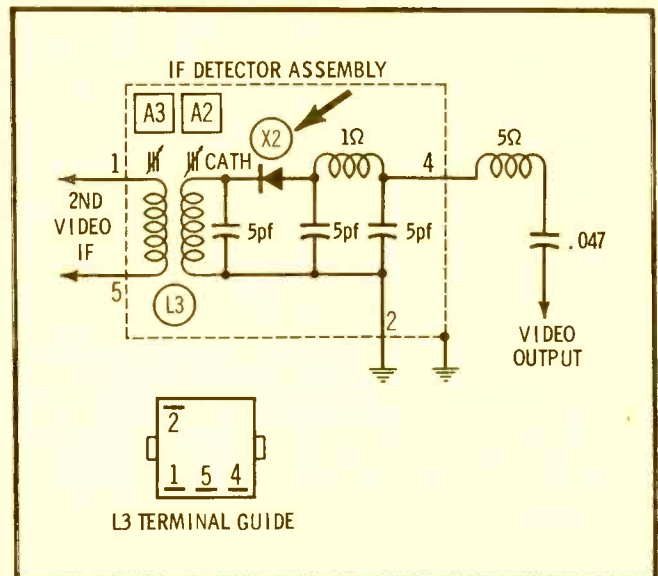 IF DETECTOR ASSEMBLY
A3 A2
X2
1Ω
5Ω
1
CATH
4
2ND
VIDEO
IF
5pf
5pf
5pf
.047
5
L3
2
VIDEO
OUTPUT
2
1 5 4
L3 TERMINAL GUIDE